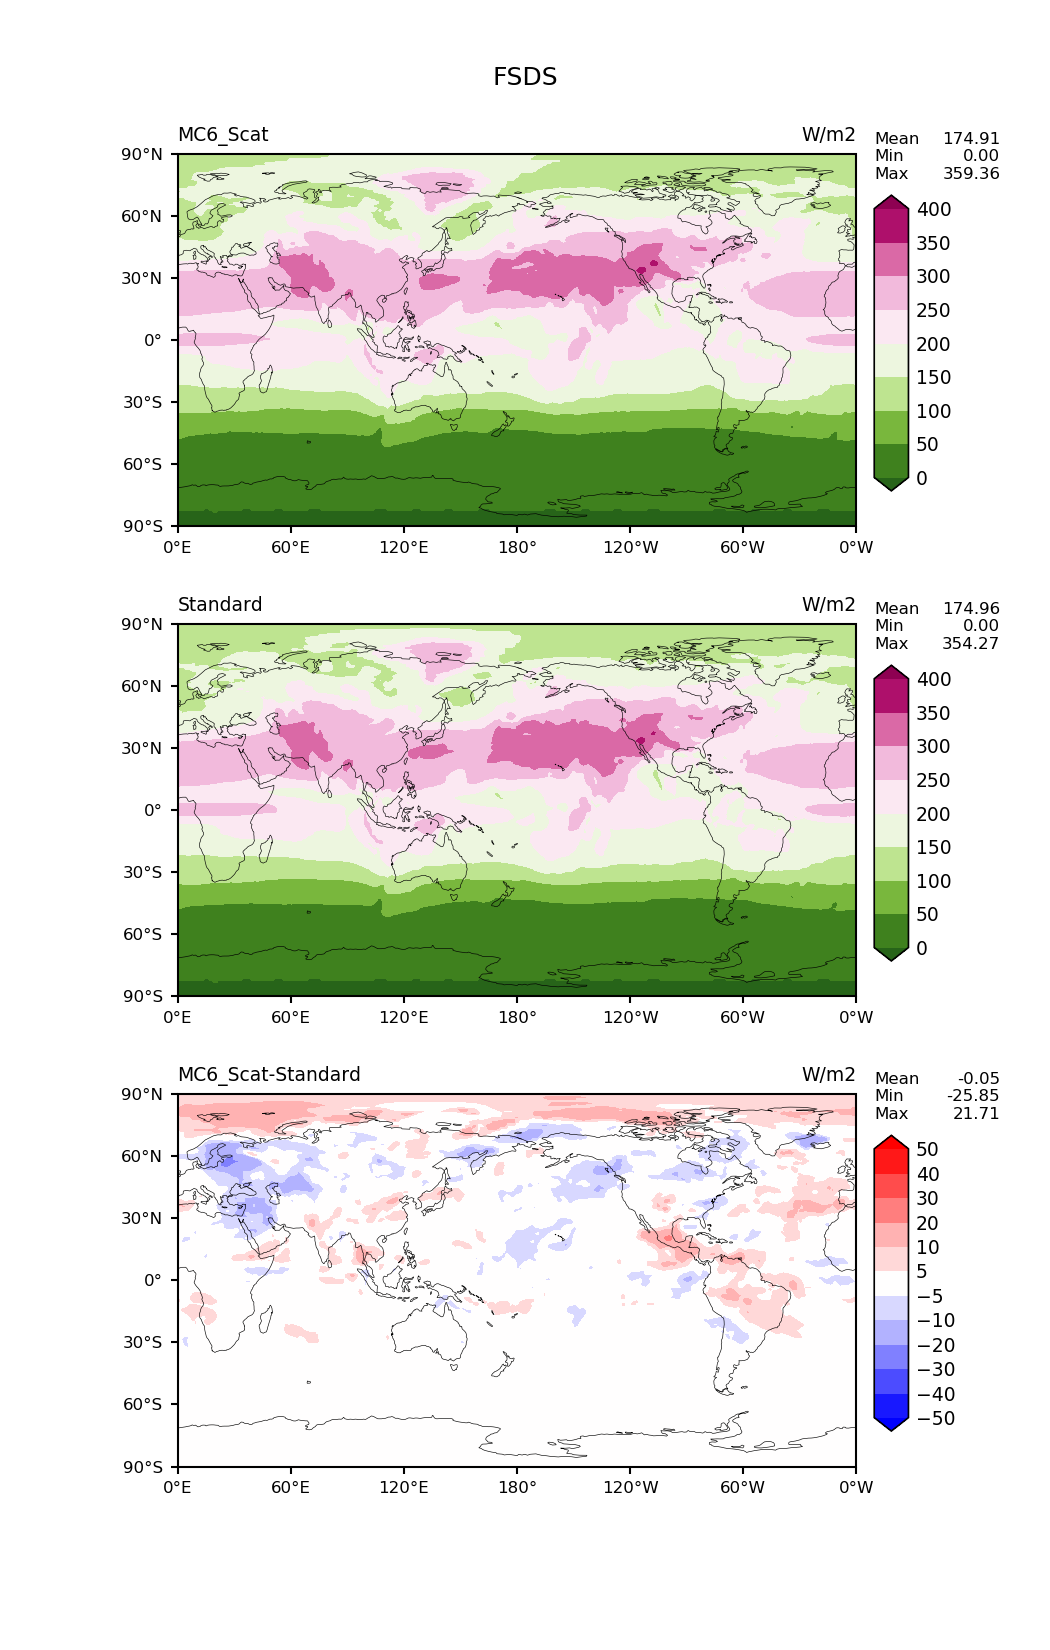 FSDS
MC6_Scat W/m2
Mean 174.91
Min 0.00
Max 359.36
90°N
60°N
30°N
0°
30°S
60°S
90°S
0°E 60°E 120°E 180° 120°W 60°W 0°W
400
350
300
250
200
150
100
50
0
Standard W/m2
Mean 174.96
Min 0.00
Max 354.27
90°N
60°N
30°N
0°
30°S
60°S
90°S
0°E 60°E 120°E 180° 120°W 60°W 0°W
400
350
300
250
200
150
100
50
0
MC6_Scat-Standard W/m2
Mean -0.05
Min -25.85
Max 21.71
90°N
60°N
30°N
0°
30°S
60°S
90°S
0°E 60°E 120°E 180° 120°W 60°W 0°W
50
40
30
20
10
5
−5
−10
−20
−30
−40
−50